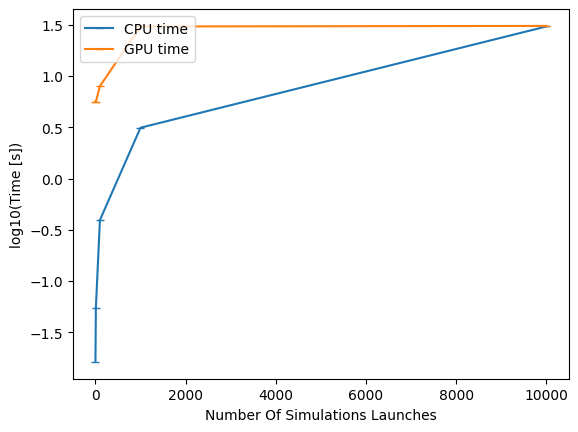 CPU time
GPU time
1.5
1.0
0.5
0.0
−0.5
−1.0
−1.5
log10(Time [s])
0 2000 4000 6000 8000 10000
Number Of Simulations Launches